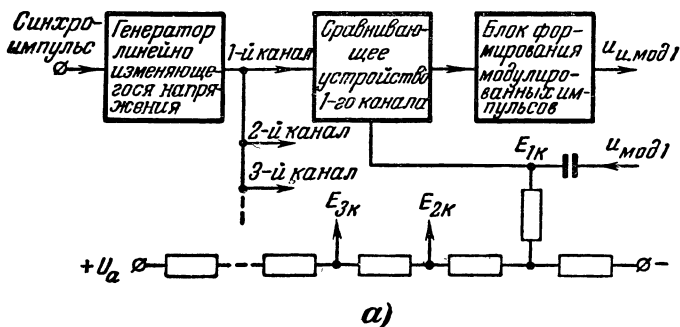 Синхро-
импульс
Генератор
линейно
изменяюще-
гося напря-
жения
1-й канал
2-й канал
3-й канал
Сравниваю-
щее
устройство
1-го канала
Блок фор-
мирования
модулиро-
ванных им-
пульсов
uи.мод1
E1к
uмод1
E3к
E2к
+Uа
–
а)